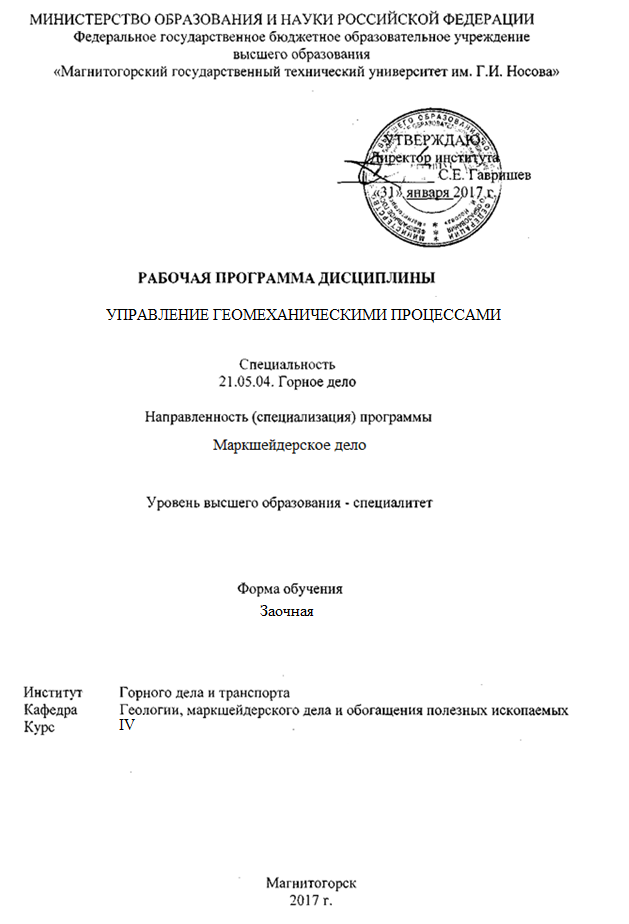 МИНИСТЕРСТВО ОБРАЗОВАНИЯ И НАУКИ РОССИЙСКОЙ ФЕДЕРАЦИИ
Федеральное государственное бюджетное образовательное учреждение
высшего образования
«Магнитогорский государственный технический университет им. Г.И. Носова»
УТВЕРЖДАЮ
Директор института
С.Е. Гавришев
«31» января 2017 г.
РАБОЧАЯ ПРОГРАММА ДИСЦИПЛИНЫ
УПРАВЛЕНИЕ ГЕОМЕХАНИЧЕСКИМИ ПРОЦЕССАМИ
Специальность
21.05.04. Горное дело
Направленность (специализация) программы
Маркшейдерское дело
Уровень высшего образования - специалитет
Форма обучения
Заочная
Институт Горного дела и транспорта
Кафедра Геологии, маркшейдерского дела и обогащения полезных ископаемых
Курс IV
Магнитогорск
2017 г.